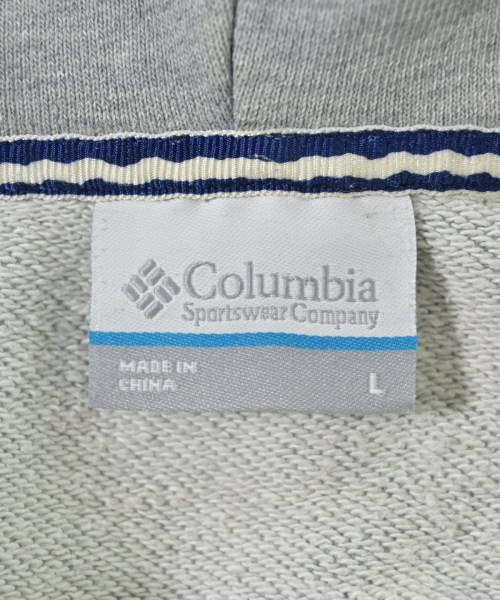 Columbia
Sportswear Company
MADE IN
CHINA
L